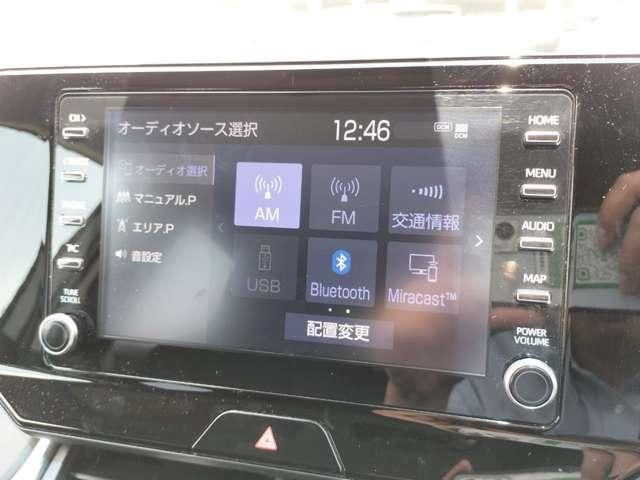 オーディオソース選択 12:46 DCM DCM
オーディオ選択
マニュアル.P
エリア.P
音設定
AM FM 交通情報
USB Bluetooth Miracast™
配置変更
TUNE SCROLL
HOME
MENU
AUDIO
MAP
POWER VOLUME